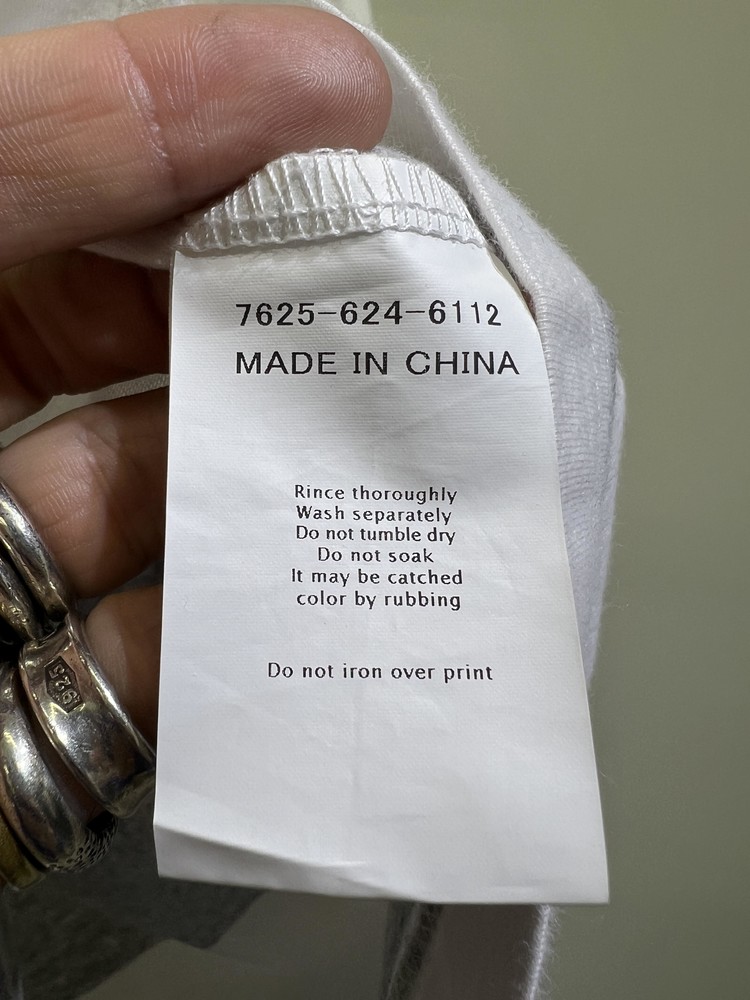 7625-624-6112
MADE IN CHINA
Rince thoroughly
Wash separately
Do not tumble dry
Do not soak
It may be catched
color by rubbing
Do not iron over print
925